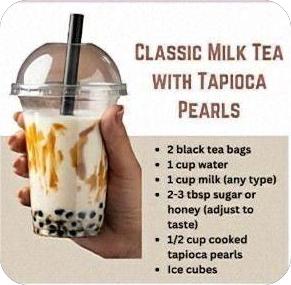 CLASSIC MILK TEA
WITH TAPIOCA
PEARLS
• 2 black tea bags
• 1 cup water
• 1 cup milk (any type)
• 2-3 tbsp sugar or
honey (adjust to
taste)
• 1/2 cup cooked
tapioca pearls
• Ice cubes